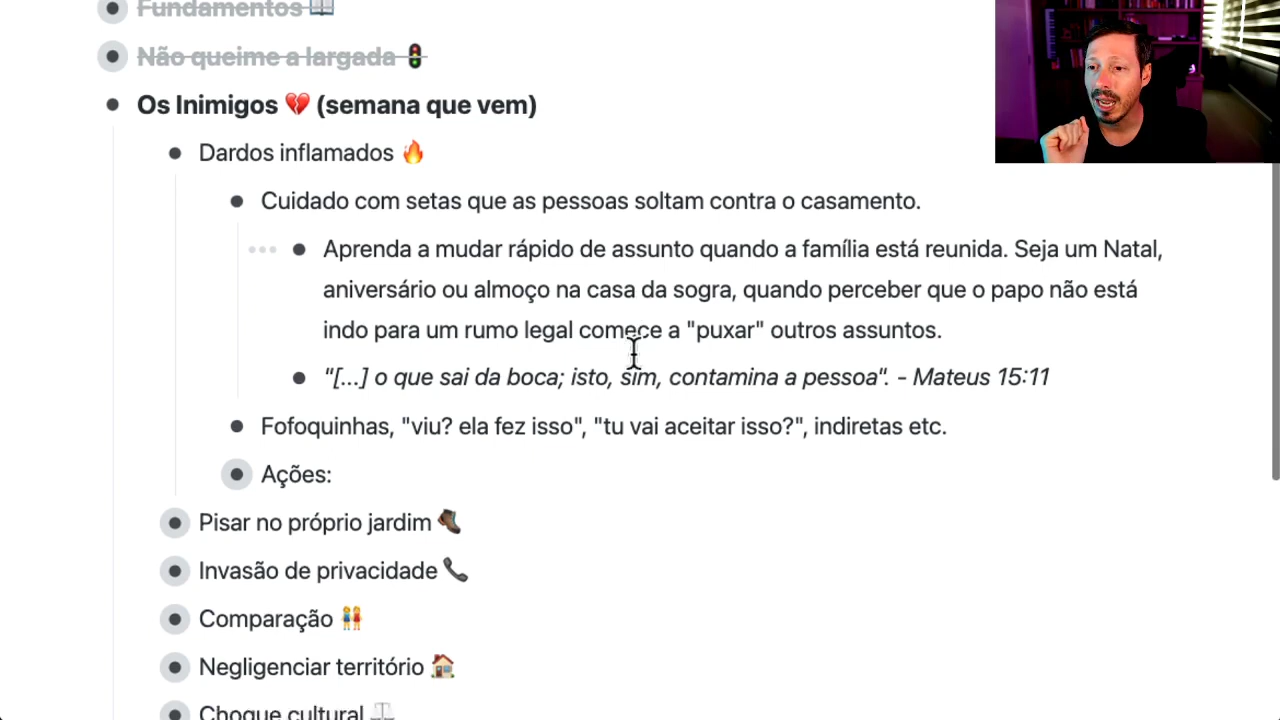 Fundamentos
Não queime a largada
Os Inimigos 💔 (semana que vem)
Dardos inflamados 🔥
Cuidado com setas que as pessoas soltam contra o casamento.
Aprenda a mudar rápido de assunto quando a família está reunida. Seja um Natal,
aniversário ou almoço na casa da sogra, quando perceber que o papo não está
indo para um rumo legal comece a "puxar" outros assuntos.
"[...] o que sai da boca; isto, sim, contamina a pessoa". - Mateus 15:11
Fofoquinhas, "viu? ela fez isso", "tu vai aceitar isso?", indiretas etc.
Ações:
Pisar no próprio jardim 🥾
Invasão de privacidade 📞
Comparação 👭
Negligenciar território 🏠
Choque cultural